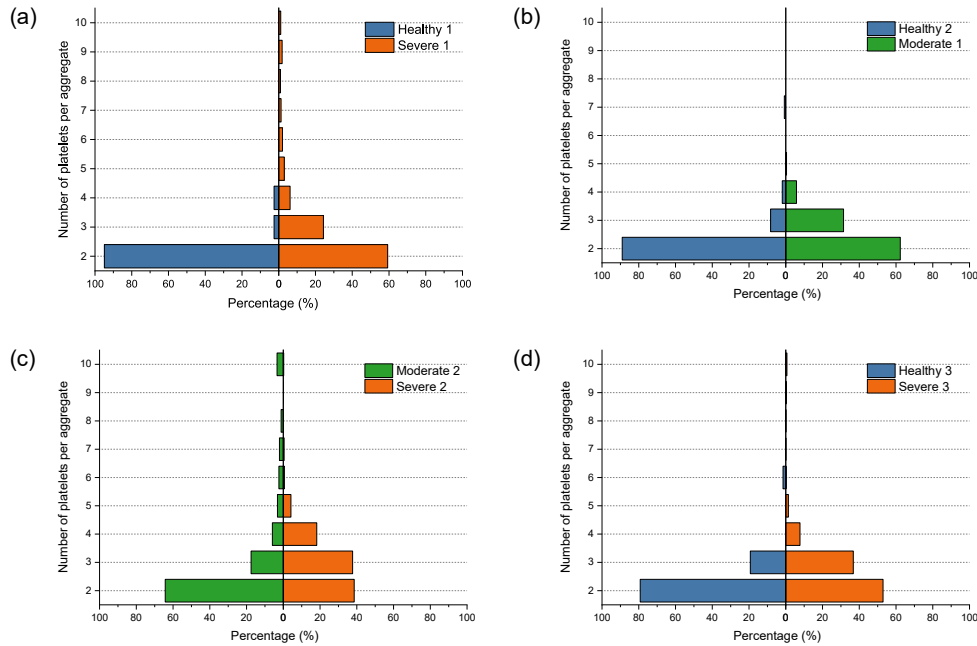 (a)
Number of platelets per aggregate
10
9
8
7
6
5
4
3
2
Healthy 1
Severe 1
100 80 60 40 20 0 20 40 60 80 100
Percentage (%)
(b)
Number of platelets per aggregate
10
9
8
7
6
5
4
3
2
Healthy 2
Moderate 1
100 80 60 40 20 0 20 40 60 80 100
Percentage (%)
(c)
Number of platelets per aggregate
10
9
8
7
6
5
4
3
2
Moderate 2
Severe 2
100 80 60 40 20 0 20 40 60 80 100
Percentage (%)
(d)
Number of platelets per aggregate
10
9
8
7
6
5
4
3
2
Healthy 3
Severe 3
100 80 60 40 20 0 20 40 60 80 100
Percentage (%)